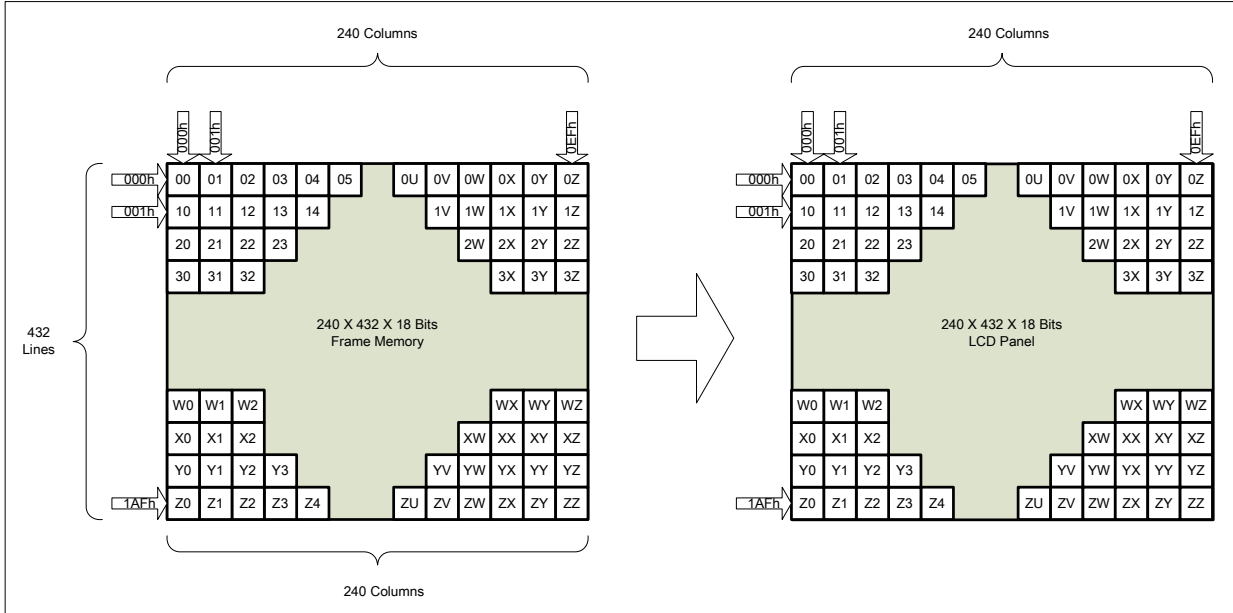 240 Columns 240 Columns
000h 001h 0EFh 000h 001h 0EFh
000h 00 01 02 03 04 05 0U 0V 0W 0X 0Y 0Z 000h 00 01 02 03 04 05 0U 0V 0W 0X 0Y 0Z
001h 10 11 12 13 14 1V 1W 1X 1Y 1Z 001h 10 11 12 13 14 1V 1W 1X 1Y 1Z
20 21 22 23 2W 2X 2Y 2Z 20 21 22 23 2W 2X 2Y 2Z
30 31 32 3X 3Y 3Z 30 31 32 3X 3Y 3Z
432 240 X 432 X 18 Bits 240 X 432 X 18 Bits
Lines Frame Memory LCD Panel
W0 W1 W2 WX WY WZ W0 W1 W2 WX WY WZ
X0 X1 X2 XW XX XY XZ X0 X1 X2 XW XX XY XZ
Y0 Y1 Y2 Y3 YV YW YX YY YZ Y0 Y1 Y2 Y3 YV YW YX YY YZ
1AFh Z0 Z1 Z2 Z3 Z4 ZU ZV ZW ZX ZY ZZ 1AFh Z0 Z1 Z2 Z3 Z4 ZU ZV ZW ZX ZY ZZ
240 Columns